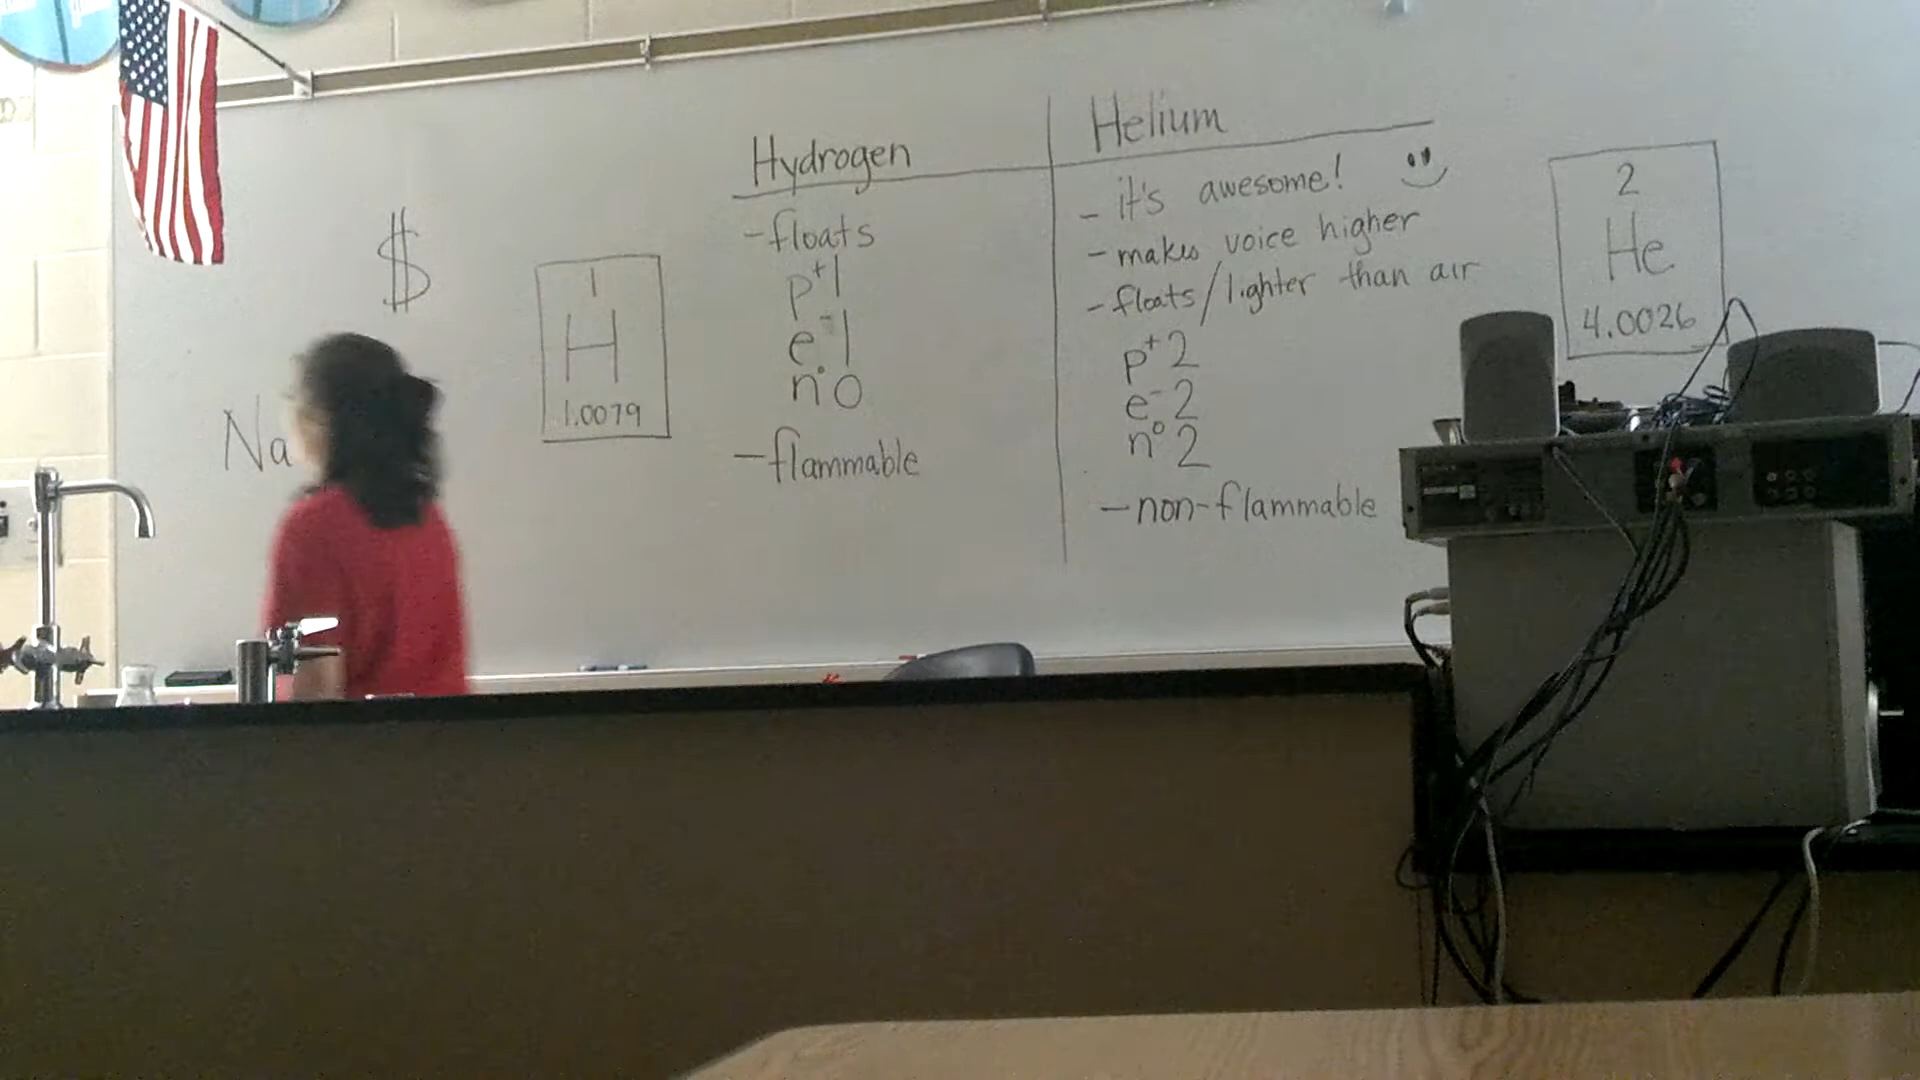 $
Na
1
H
1.0079
Hydrogen
-floats
p⁺1
e⁻1
n°0
-flammable
Helium
- it's awesome!
- makes voice higher
- floats/lighter than air
p⁺2
e⁻2
n°2
-non-flammable
2
He
4.0026